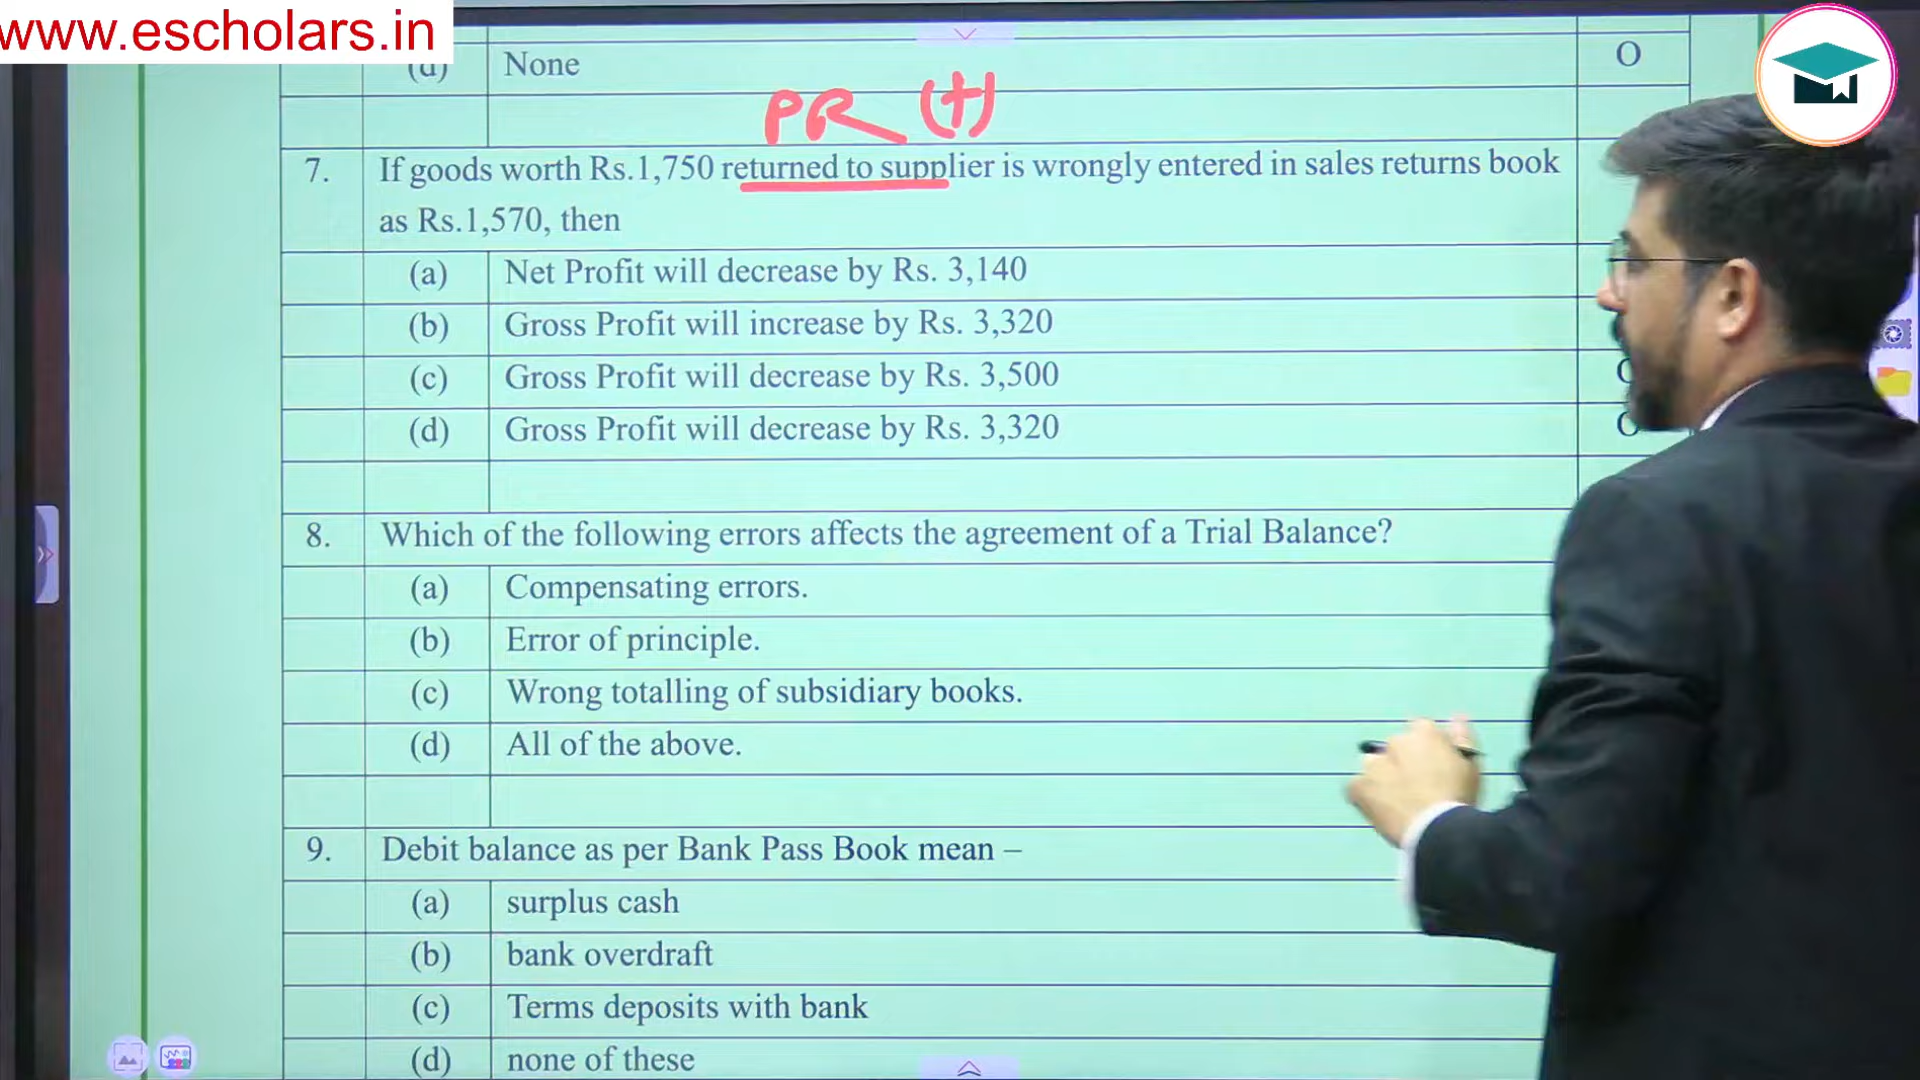 www.escholars.in
(d) None O
PR (+)
7. If goods worth Rs.1,750 returned to supplier is wrongly entered in sales returns book
as Rs.1,570, then
(a) Net Profit will decrease by Rs. 3,140
(b) Gross Profit will increase by Rs. 3,320
(c) Gross Profit will decrease by Rs. 3,500
(d) Gross Profit will decrease by Rs. 3,320
8. Which of the following errors affects the agreement of a Trial Balance?
(a) Compensating errors.
(b) Error of principle.
(c) Wrong totalling of subsidiary books.
(d) All of the above.
9. Debit balance as per Bank Pass Book mean –
(a) surplus cash
(b) bank overdraft
(c) Terms deposits with bank
(d) none of these